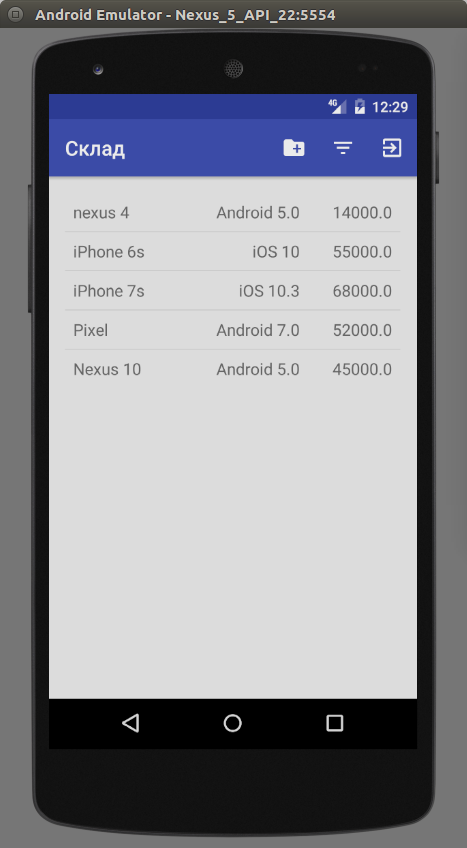 Android Emulator - Nexus_5_API_22:5554
4G 12:29
Склад
nexus 4 Android 5.0 14000.0
iPhone 6s iOS 10 55000.0
iPhone 7s iOS 10.3 68000.0
Pixel Android 7.0 52000.0
Nexus 10 Android 5.0 45000.0